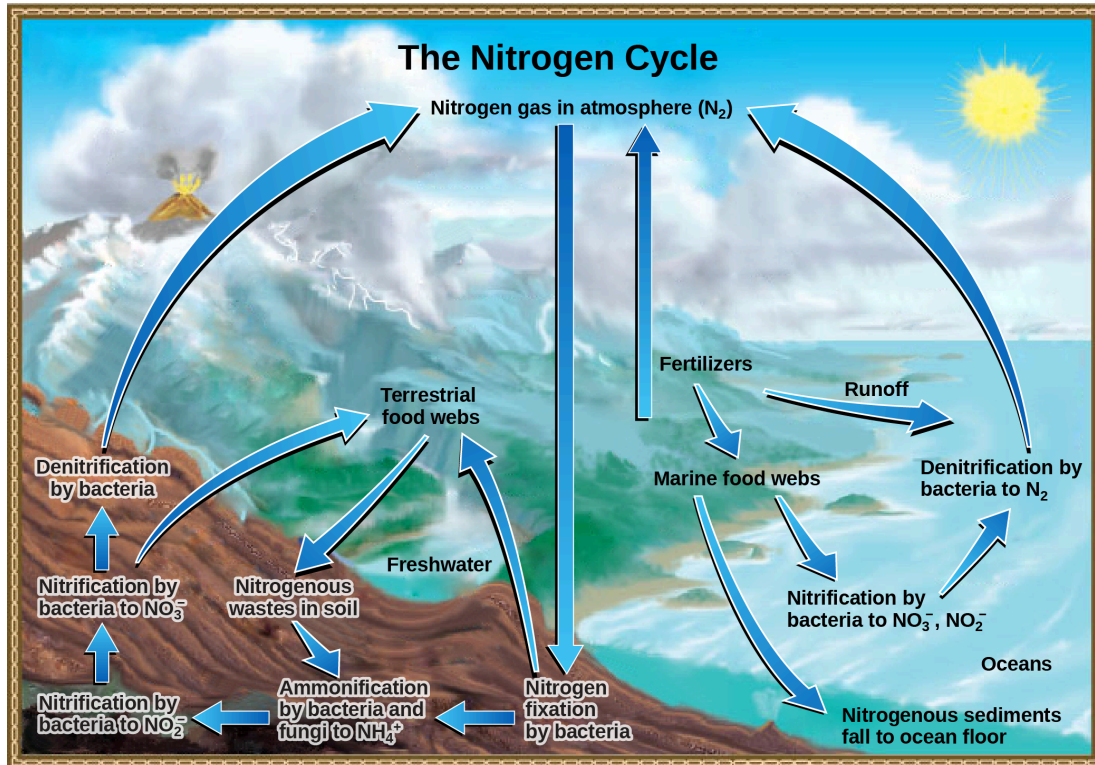 The Nitrogen Cycle
Nitrogen gas in atmosphere (N₂)
Fertilizers
Runoff
Terrestrial
food webs
Denitrification
by bacteria
Marine food webs
Denitrification by
bacteria to N₂
Freshwater
Nitrification by
bacteria to NO₃⁻
Nitrogenous
wastes in soil
Nitrification by
bacteria to NO₃⁻, NO₂⁻
Oceans
Nitrification by
bacteria to NO₂⁻
Ammonification
by bacteria and
fungi to NH₄⁺
Nitrogen
fixation
by bacteria
Nitrogenous sediments
fall to ocean floor